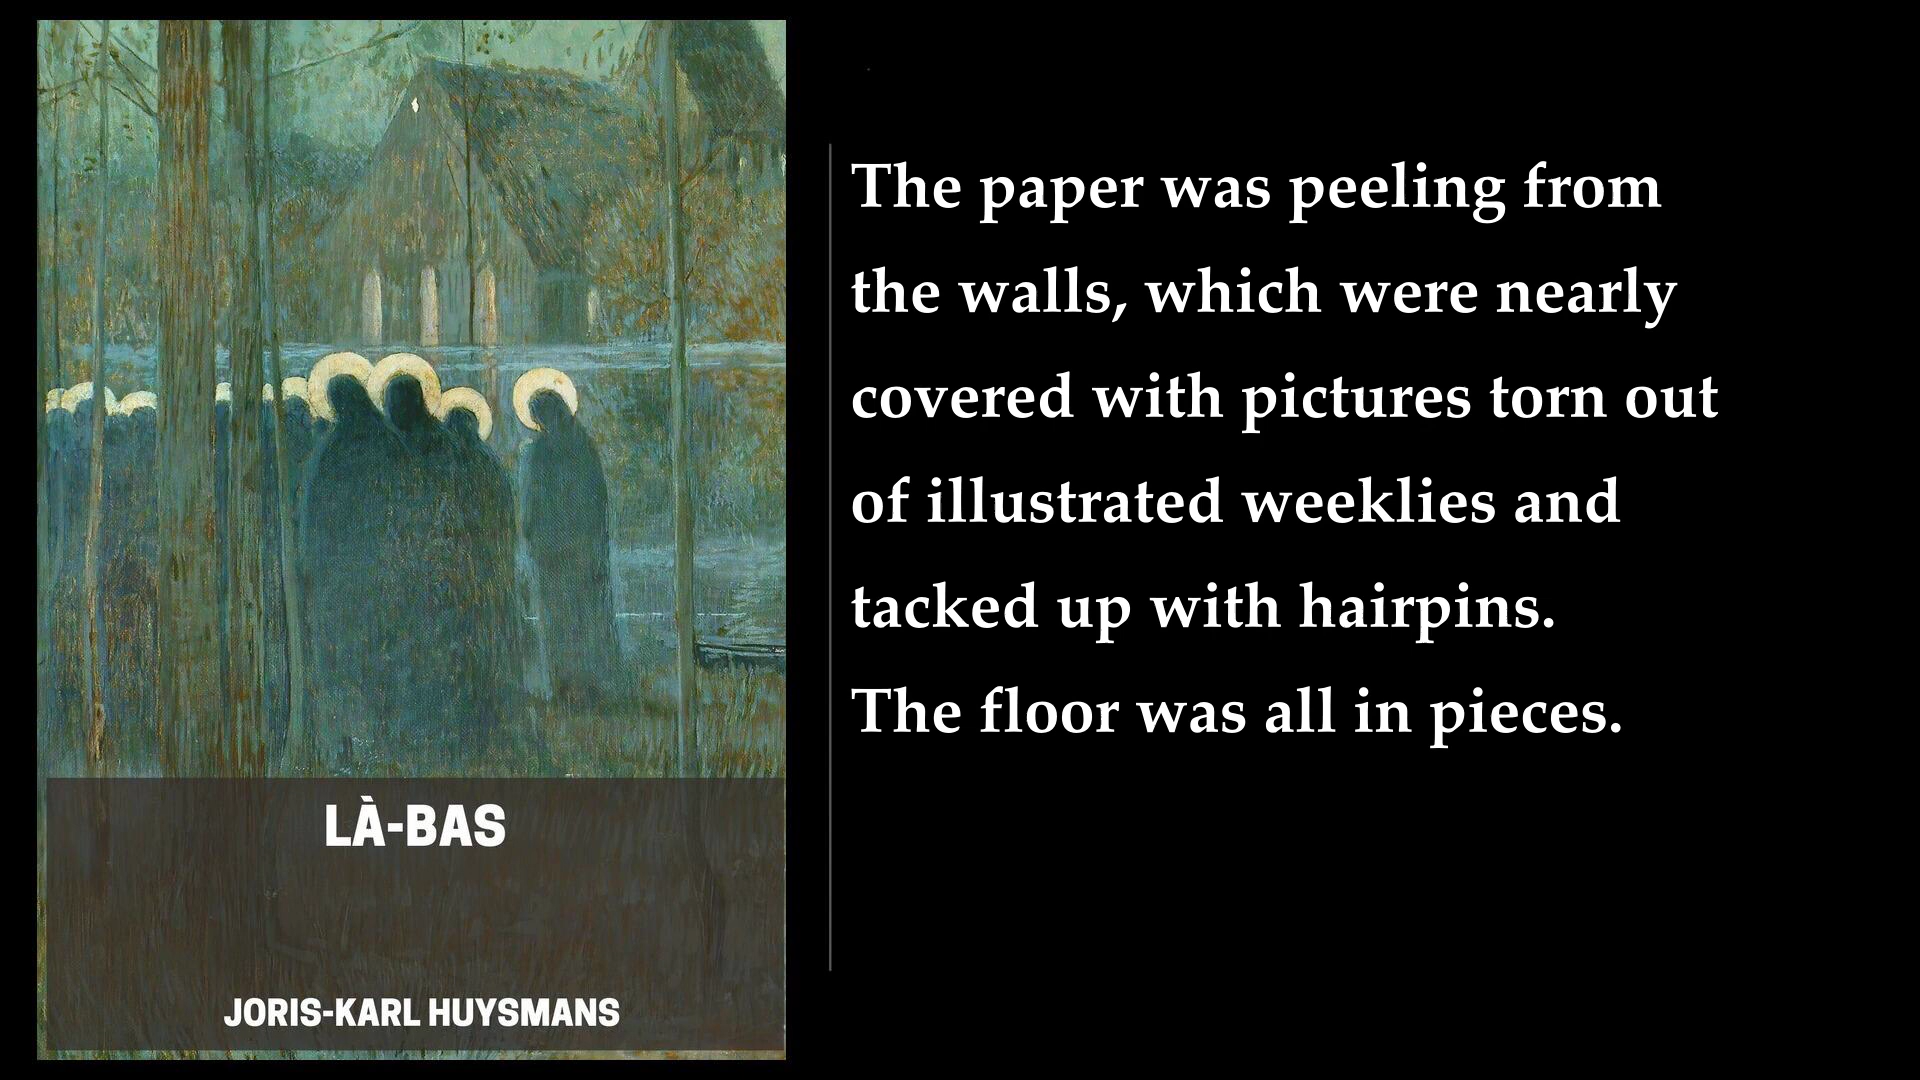 LÀ-BAS
JORIS-KARL HUYSMANS
The paper was peeling from
the walls, which were nearly
covered with pictures torn out
of illustrated weeklies and
tacked up with hairpins.
The floor was all in pieces.